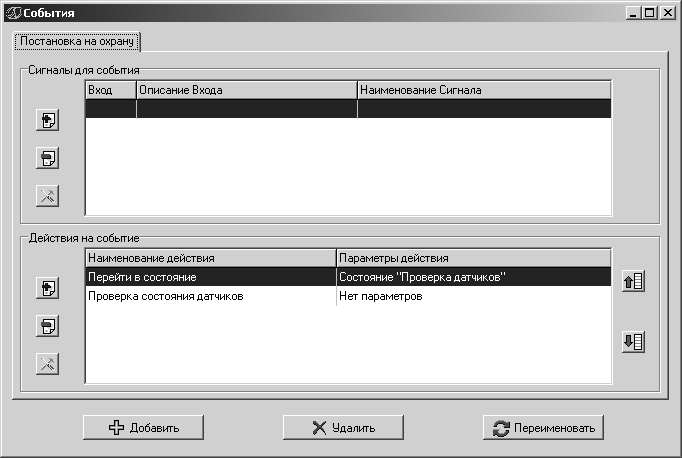 События
Постановка на охрану
Сигналы для события
Вход Описание Входа Наименование Сигнала
Действия на событие
Наименование действия Параметры действия
Перейти в состояние Состояние "Проверка датчиков"
Проверка состояния датчиков Нет параметров
Добавить Удалить Переименовать